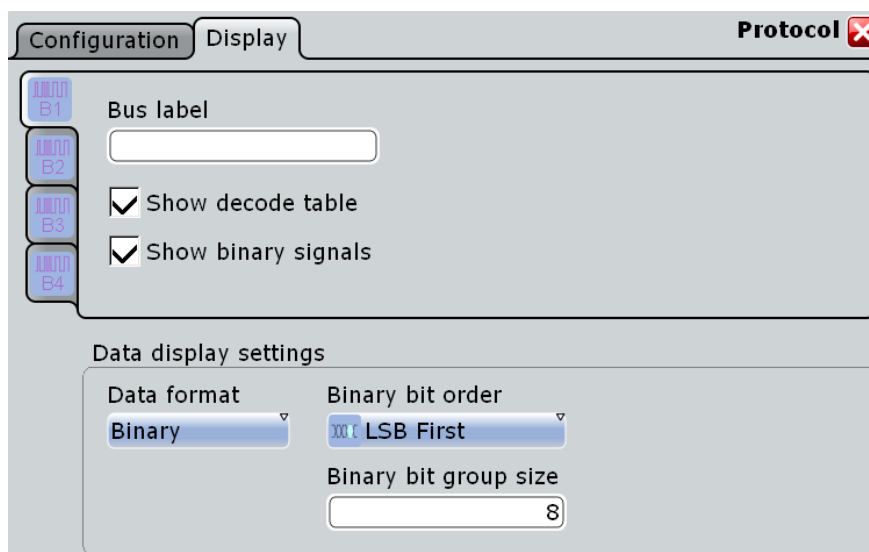 Configuration Display Protocol
B1
Bus label
B2
Show decode table
B3
Show binary signals
B4
Data display settings
Data format Binary bit order
Binary LSB First
Binary bit group size
8